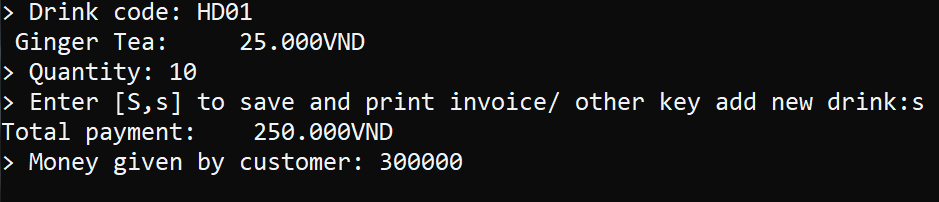 > Drink code: HD01
Ginger Tea:     25.000VND
> Quantity: 10
> Enter [S,s] to save and print invoice/ other key add new drink:s
Total payment:    250.000VND
> Money given by customer: 300000